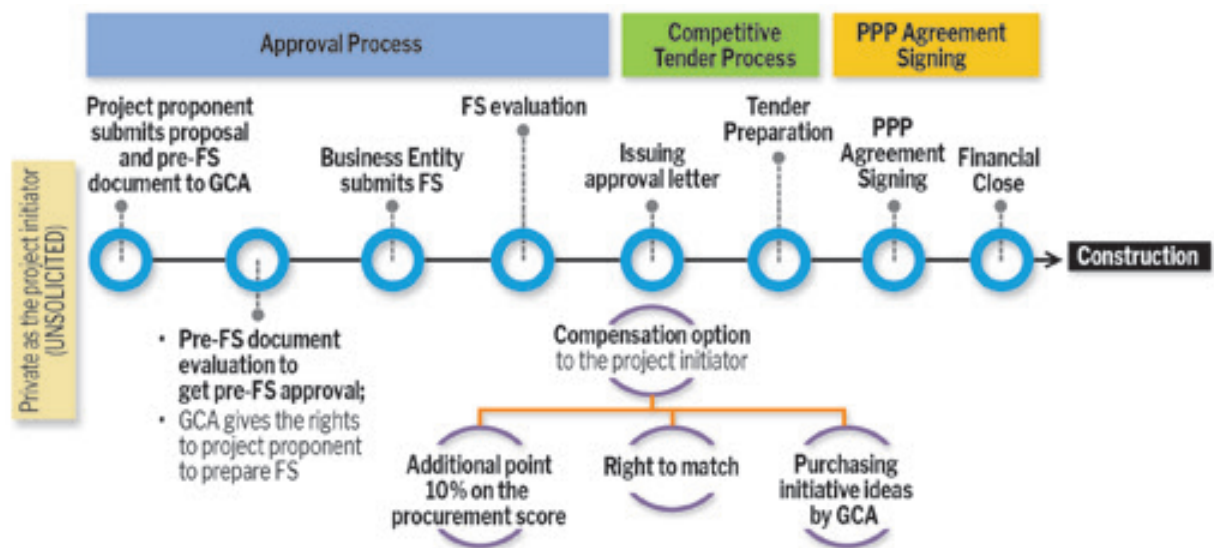 Approval Process
Competitive
Tender Process
PPP Agreement
Signing
Private as the project initiator
(UNSOLICITED)
Project proponent
submits proposal
and pre-FS
document to GCA
Business Entity
submits FS
FS evaluation
Issuing
approval letter
Tender
Preparation
PPP
Agreement
Signing
Financial
Close
Construction
• Pre-FS document
evaluation to
get pre-FS approval;
• GCA gives the rights
to project proponent
to prepare FS
Compensation option
to the project initiator
Additional point
10% on the
procurement score
Right to match
Purchasing
initiative ideas
by GCA